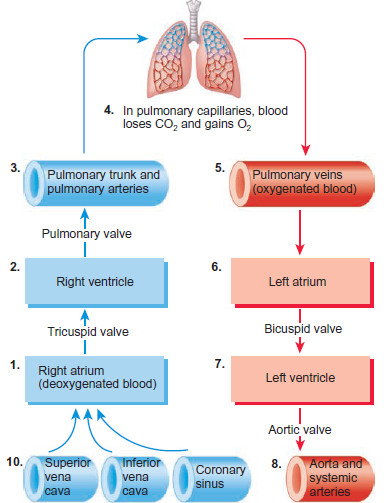 4. In pulmonary capillaries, blood
loses CO₂ and gains O₂
3. Pulmonary trunk and
pulmonary arteries
5. Pulmonary veins
(oxygenated blood)
Pulmonary valve
2. Right ventricle
6. Left atrium
Tricuspid valve
Bicuspid valve
1. Right atrium
(deoxygenated blood)
7. Left ventricle
Aortic valve
10. Superior
vena
cava
Inferior
vena
cava
Coronary
sinus
8. Aorta and
systemic
arteries